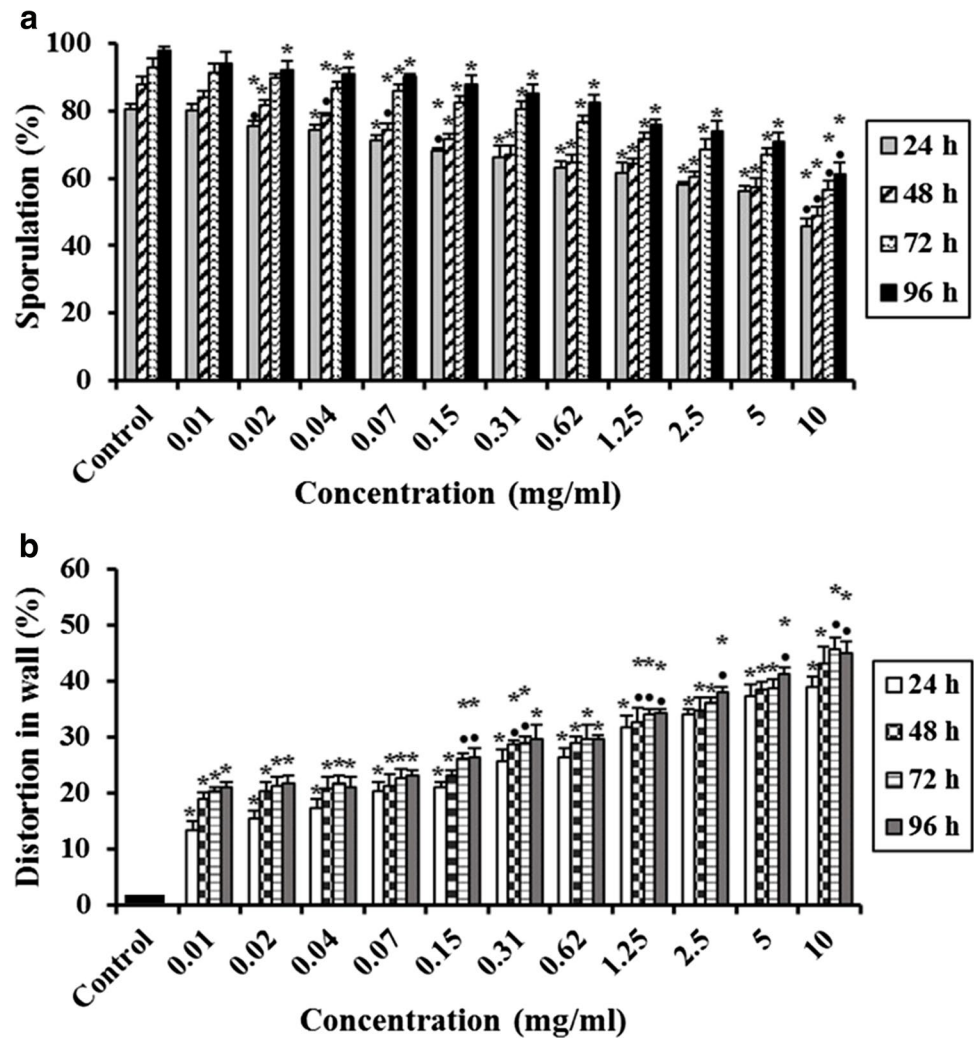 a
Sporulation (%)
100
80
60
40
20
0
Control
0.01
0.02
0.04
0.07
0.15
0.31
0.62
1.25
2.5
5
10
Concentration (mg/ml)
24 h
48 h
72 h
96 h
b
Distortion in wall (%)
60
50
40
30
20
10
0
Control
0.01
0.02
0.04
0.07
0.15
0.31
0.62
1.25
2.5
5
10
Concentration (mg/ml)
24 h
48 h
72 h
96 h